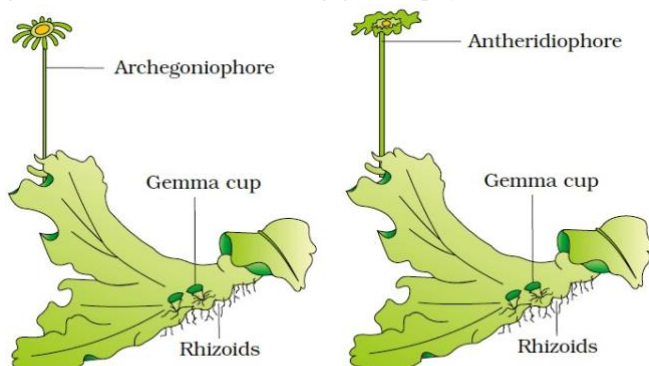 Archegoniophore
Antheridiophore
Gemma cup
Gemma cup
Rhizoids
Rhizoids